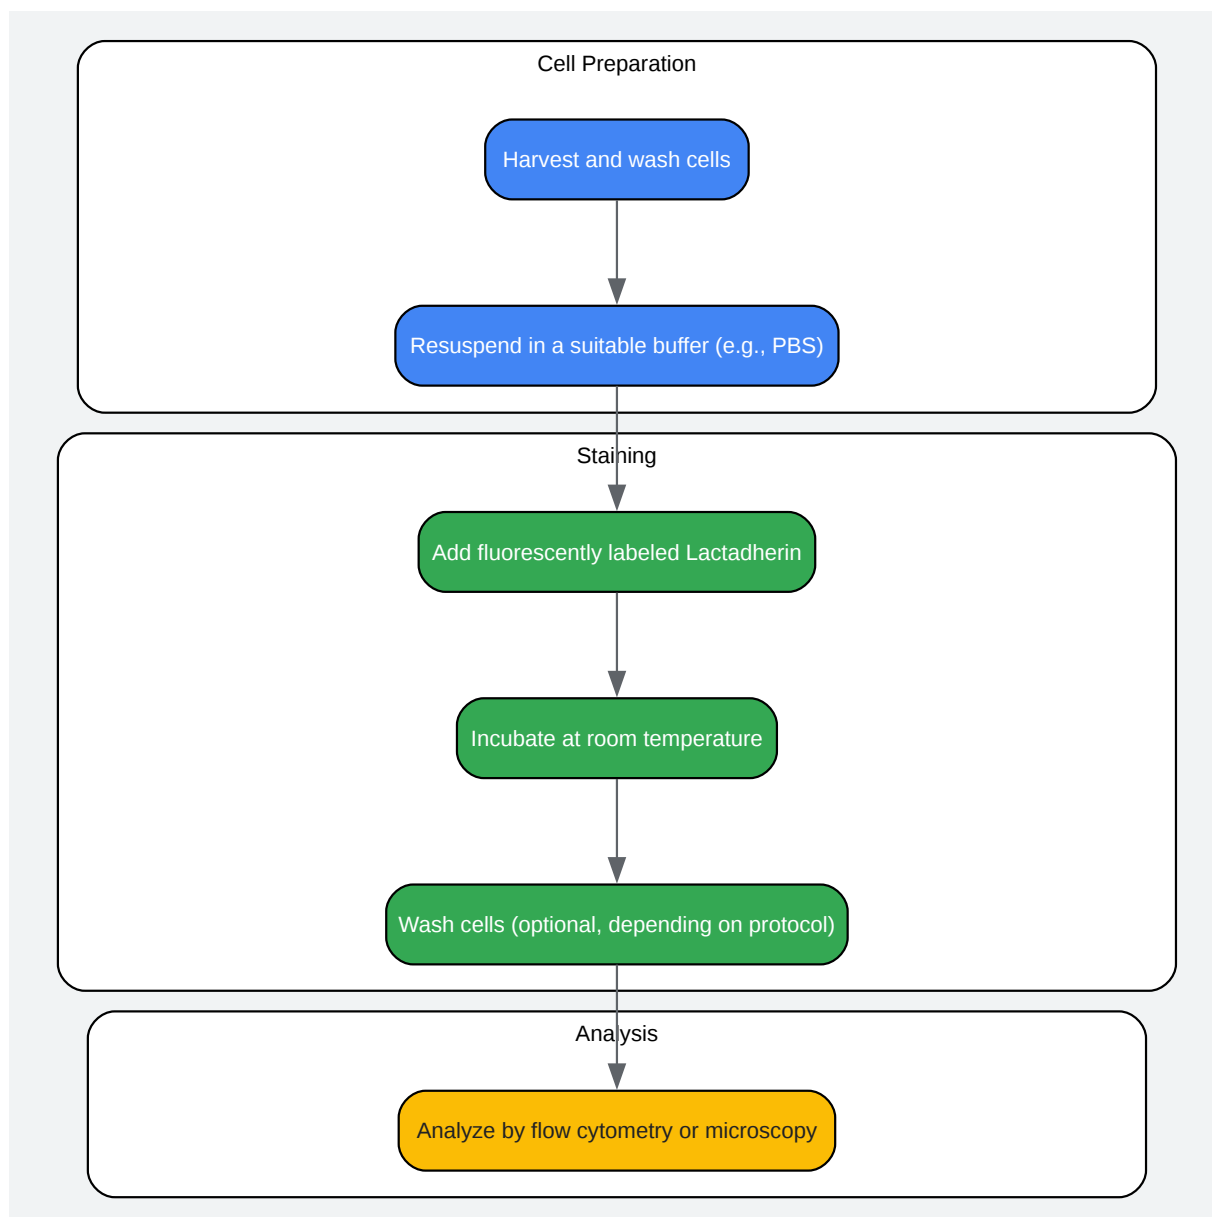 Cell Preparation
Harvest and wash cells
Resuspend in a suitable buffer (e.g., PBS)
Staining
Add fluorescently labeled Lactadherin
Incubate at room temperature
Wash cells (optional, depending on protocol)
Analysis
Analyze by flow cytometry or microscopy